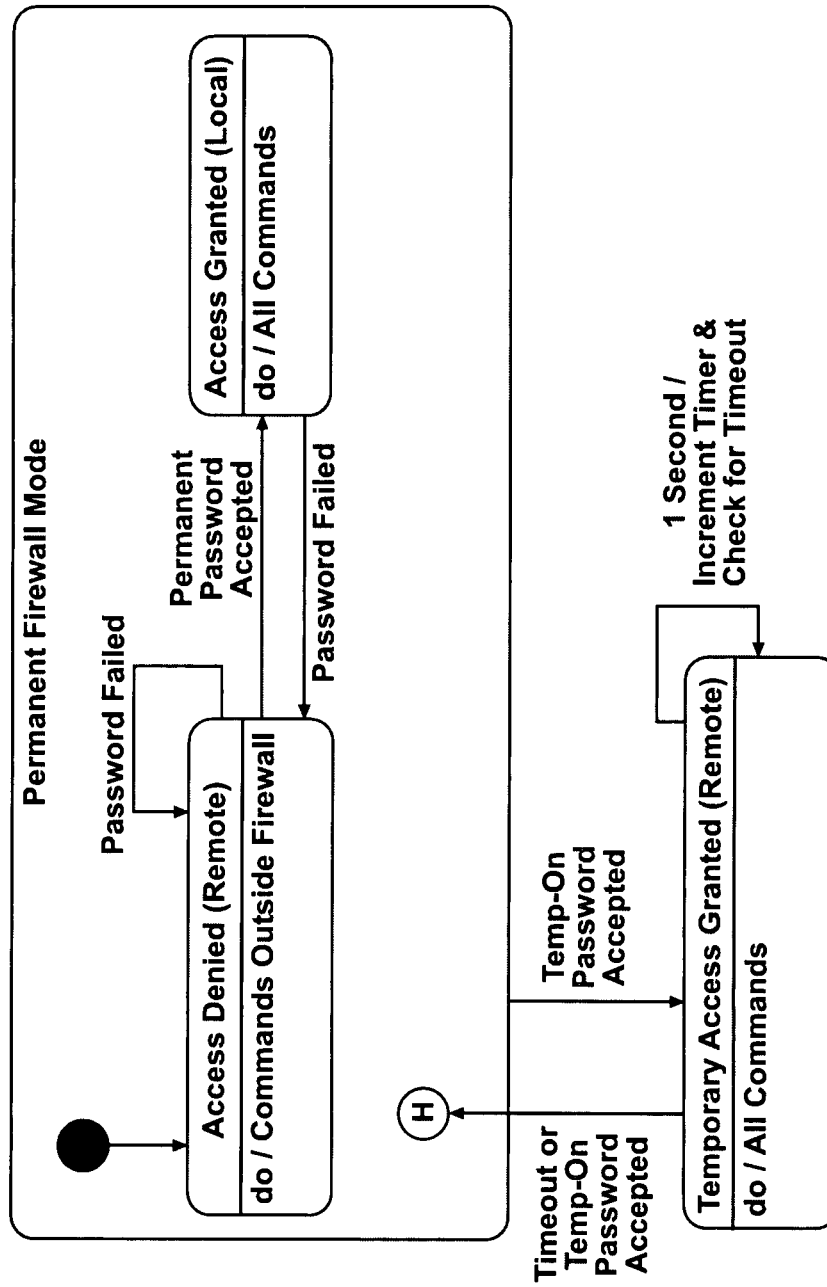 Permanent Firewall Mode
Password Failed
Access Denied (Remote)
do / Commands Outside Firewall
Permanent
Password
Accepted
Password Failed
Access Granted (Local)
do / All Commands
H
Timeout or
Temp-On
Password
Accepted
Temp-On
Password
Accepted
Temporary Access Granted (Remote)
do / All Commands
1 Second /
Increment Timer &
Check for Timeout